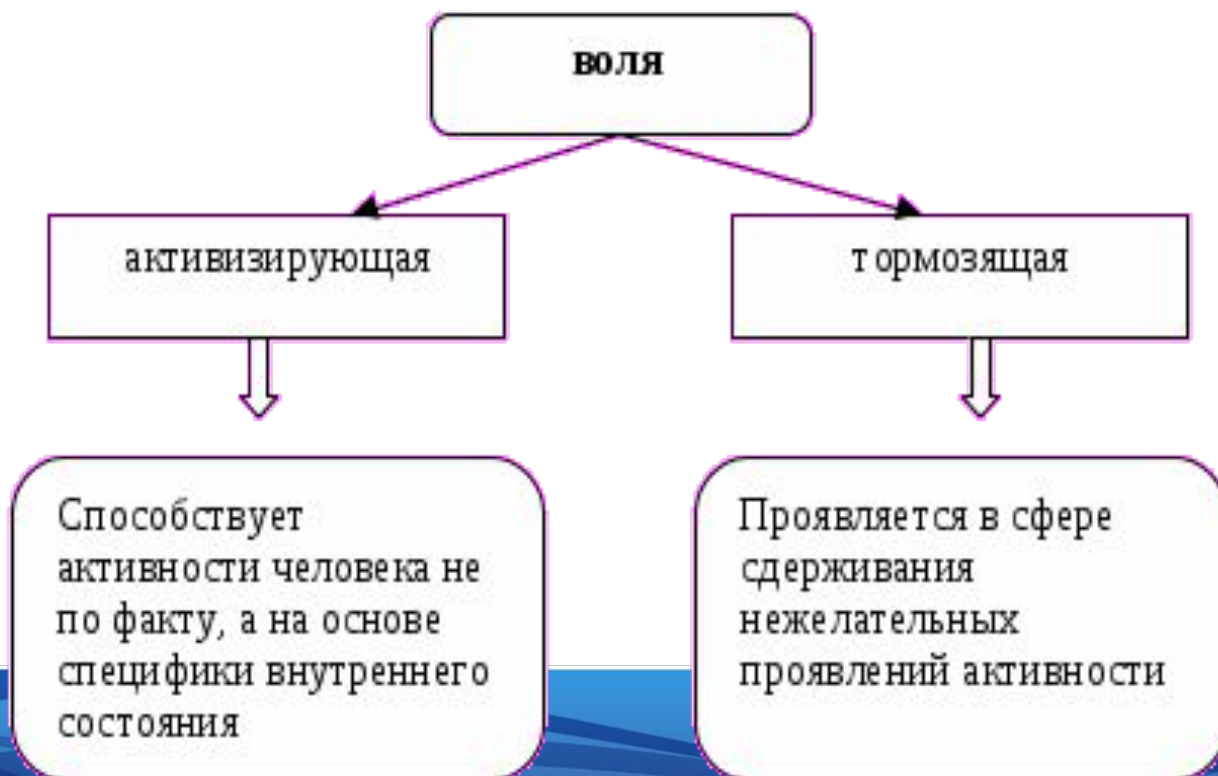 воля
активизирующая
тормозящая
Способствует
активности человека не
по факту, а на основе
специфики внутреннего
состояния
Проявляется в сфере
сдерживания
нежелательных
проявлений активности